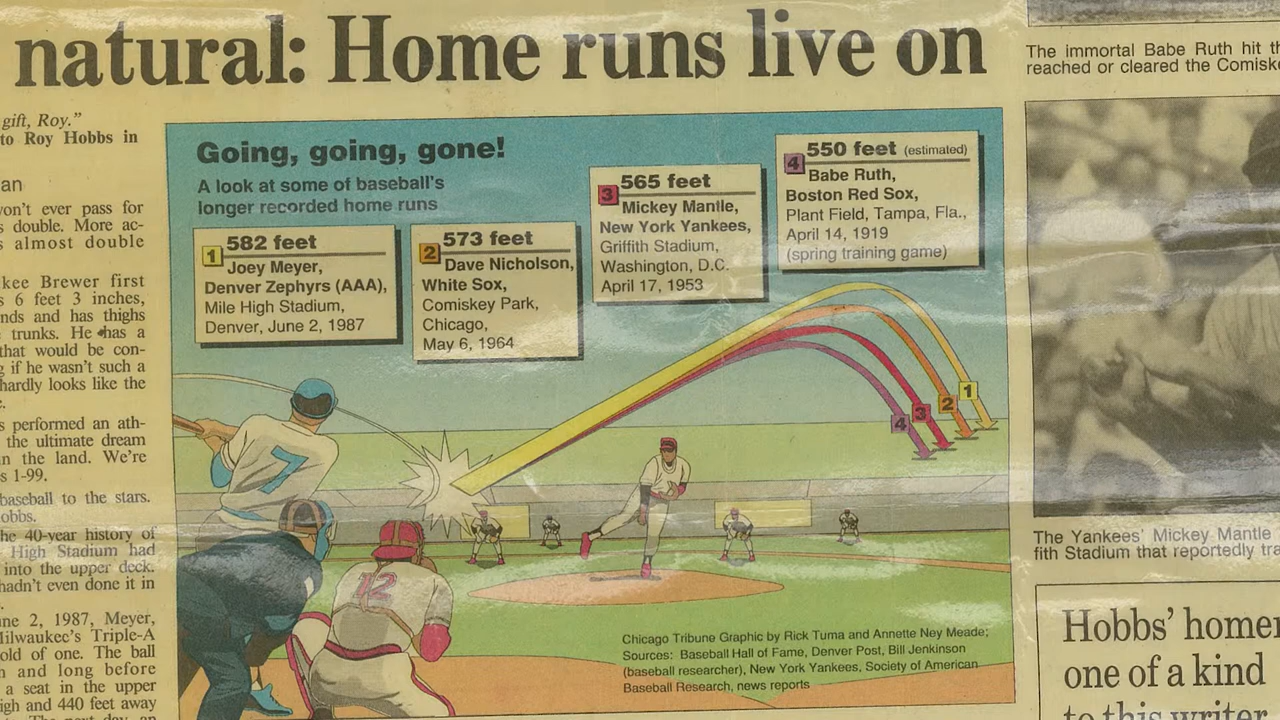 natural: Home runs live on
gift, Roy."
to Roy Hobbs in
an
won't ever pass for
s double. More ac-
s almost double
kee Brewer first
s 6 feet 3 inches,
nds and has thighs
trunks. He has a
that would be con-
g if he wasn't such a
hardly looks like the
c.
s performed an ath-
the ultimate dream
in the land. We're
s 1-99.
baseball to the stars.
obbs.
he 40-year history of
High Stadium had
into the upper deck.
hadn't even done it in
ne 2, 1987, Meyer,
Milwaukee's Triple-A
old of one. The ball
n and long before
a seat in the upper
igh and 440 feet away
Going, going, gone!
A look at some of baseball's
longer recorded home runs
1 582 feet
Joey Meyer,
Denver Zephyrs (AAA),
Mile High Stadium,
Denver, June 2, 1987
2 573 feet
Dave Nicholson,
White Sox,
Comiskey Park,
Chicago,
May 6, 1964
3 565 feet
Mickey Mantle,
New York Yankees,
Griffith Stadium,
Washington, D.C.
April 17, 1953
4 550 feet (estimated)
Babe Ruth,
Boston Red Sox,
Plant Field, Tampa, Fla.,
April 14, 1919
(spring training game)
4 3 2 1
7
12
Chicago Tribune Graphic by Rick Tuma and Annette Ney Meade;
Sources: Baseball Hall of Fame, Denver Post, Bill Jenkinson
(baseball researcher), New York Yankees, Society of American
Baseball Research, news reports
The immortal Babe Ruth hit th
reached or cleared the Comiske
The Yankees' Mickey Mantle
fith Stadium that reportedly tra
Hobbs' homer
one of a kind
to this writer